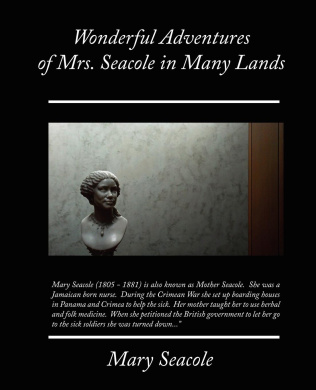 Wonderful Adventures
of Mrs. Seacole in Many Lands
Mary Seacole (1805 - 1881) is also known as Mother Seacole. She was a
Jamaican born nurse. During the Crimean War she set up boarding houses
in Panama and Crimea to help the sick. Her mother taught her to use herbal
and folk medicine. When she petitioned the British government to let her go
to the sick soldiers she was turned down..."
Mary Seacole